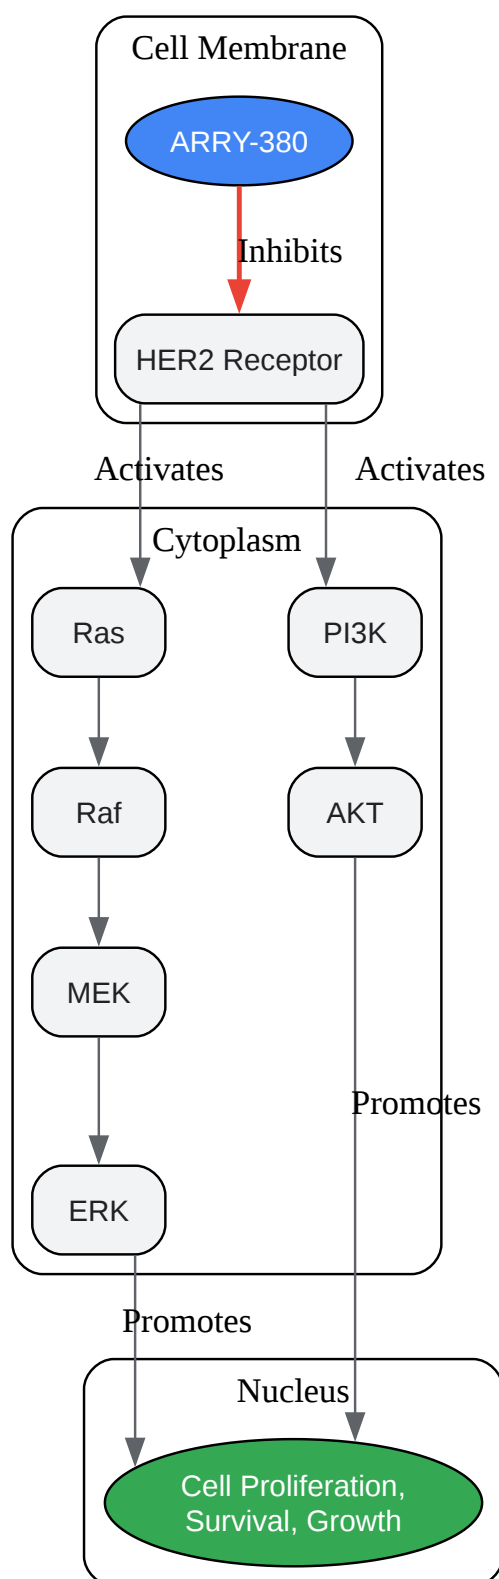 Cell Membrane
ARRY-380
Inhibits
HER2 Receptor
Activates
Activates
Cytoplasm
Ras
PI3K
Raf
AKT
MEK
Promotes
ERK
Promotes
Nucleus
Cell Proliferation,
Survival, Growth